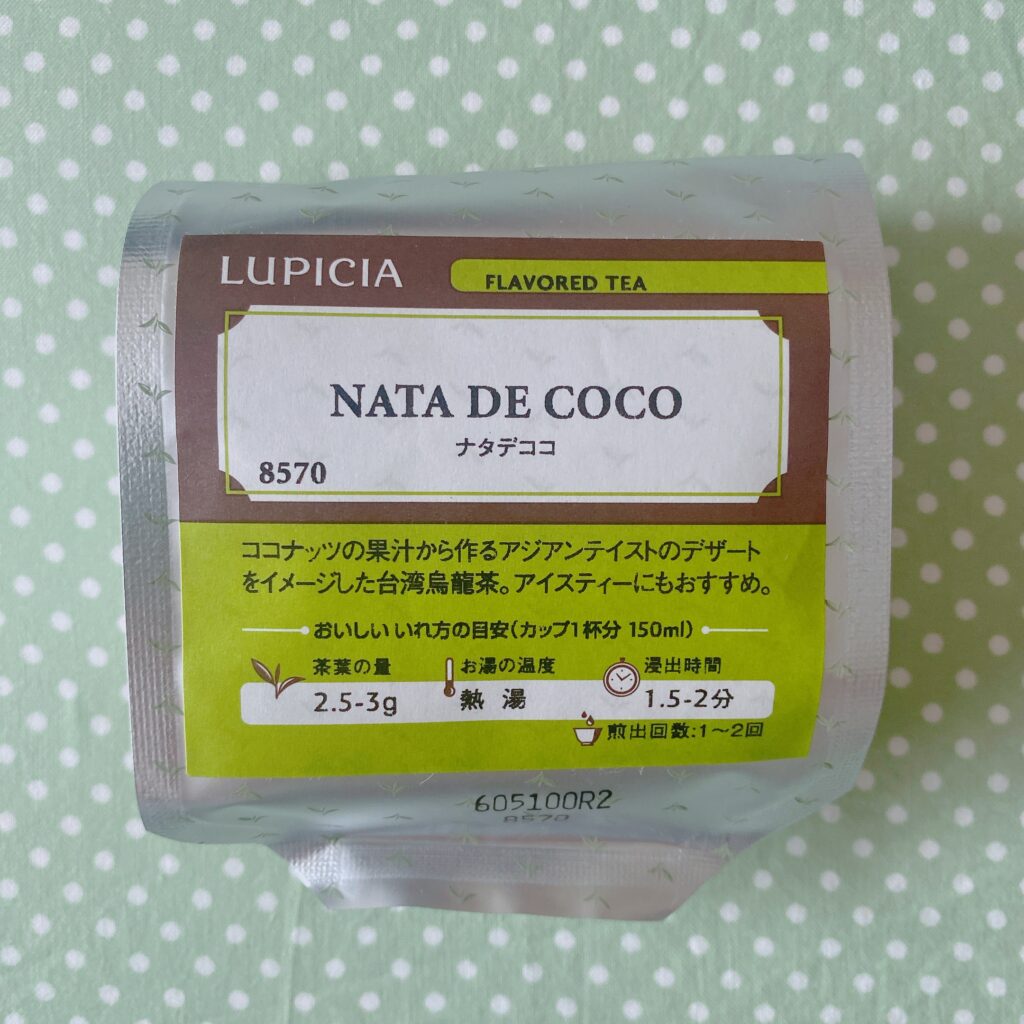 LUPICIA
FLAVORED TEA
NATA DE COCO
ナタデココ
8570
ココナッツの果汁から作るアジアンテイストのデザート
をイメージした台湾烏龍茶。アイスティーにもおすすめ。
おいしい いれ方の目安(カップ1杯分 150ml)
茶葉の量 お湯の温度 浸出時間
2.5-3g 熱湯 1.5-2分
煎出回数:1〜2回
605100R2
8570